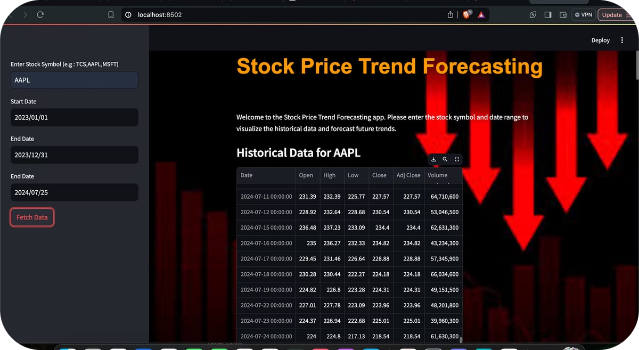 localhost:8502
VPN
Update
Deploy
Enter Stock Symbol (e.g : TCS,AAPL,MSFT)
AAPL
Start Date
2023/01/01
End Date
2023/12/31
End Date
2024/07/25
Fetch Data
Stock Price Trend Forecasting
Welcome to the Stock Price Trend Forecasting app. Please enter the stock symbol and date range to
visualize the historical data and forecast future trends.
Historical Data for AAPL
Date Open High Low Close Adj Close Volume
2024-07-11 00:00:00 231.39 232.39 225.77 227.57 227.57 64,710,600
2024-07-12 00:00:00 228.92 232.64 228.68 230.54 230.54 53,046,500
2024-07-15 00:00:00 236.48 237.23 233.09 234.4 234.4 62,631,300
2024-07-16 00:00:00 235 236.27 232.33 234.82 234.82 43,234,300
2024-07-17 00:00:00 229.45 231.46 226.64 228.88 228.88 57,345,900
2024-07-18 00:00:00 230.28 230.44 222.27 224.18 224.18 66,034,600
2024-07-19 00:00:00 224.82 226.8 223.28 224.31 224.31 49,151,500
2024-07-22 00:00:00 227.01 227.78 223.09 223.96 223.96 48,201,800
2024-07-23 00:00:00 224.37 226.94 222.68 225.01 225.01 39,960,300
2024-07-24 00:00:00 224 224.8 217.13 218.54 218.54 61,630,300